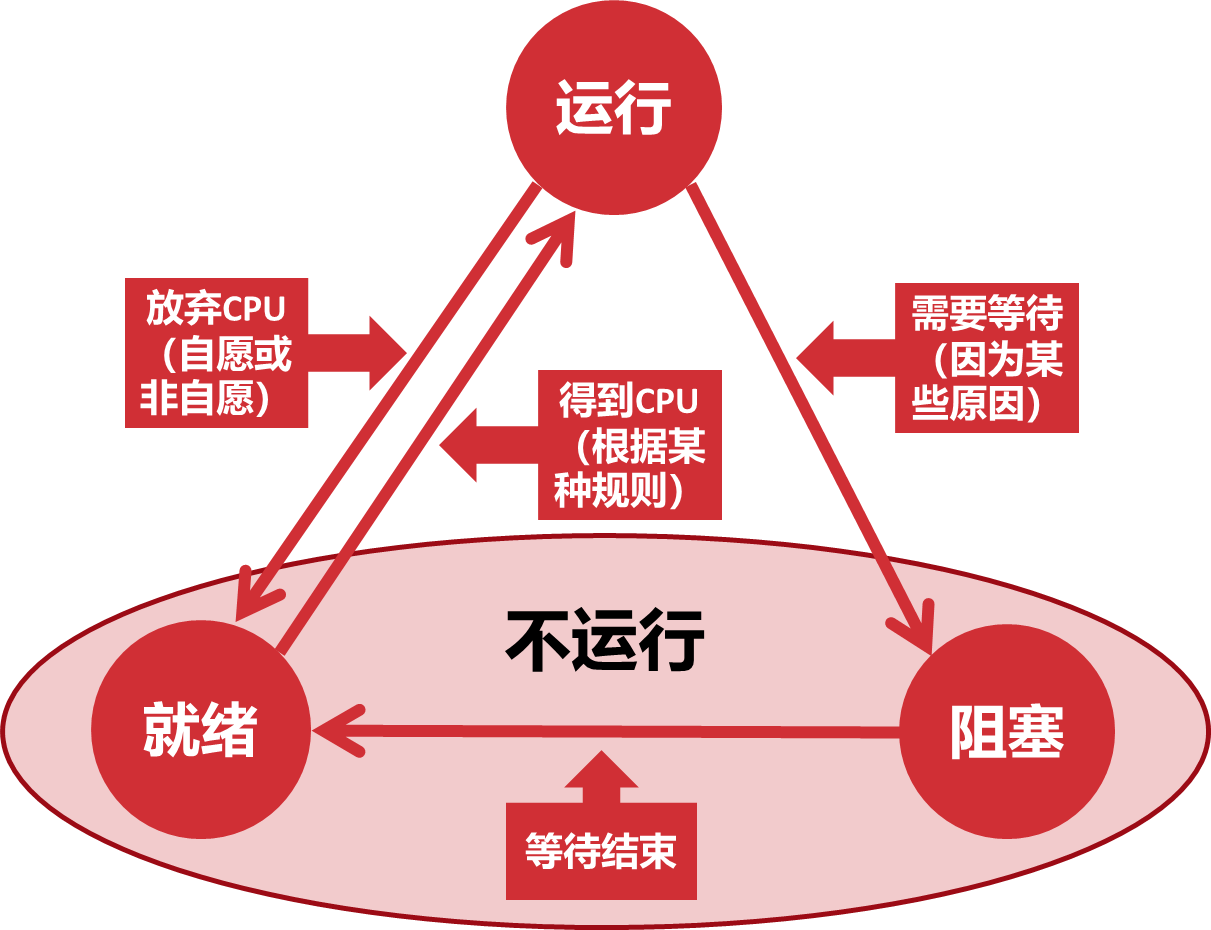 运行
放弃CPU
（自愿或
非自愿）
需要等待
（因为某
些原因）
得到CPU
（根据某
种规则）
不运行
就绪
阻塞
等待结束